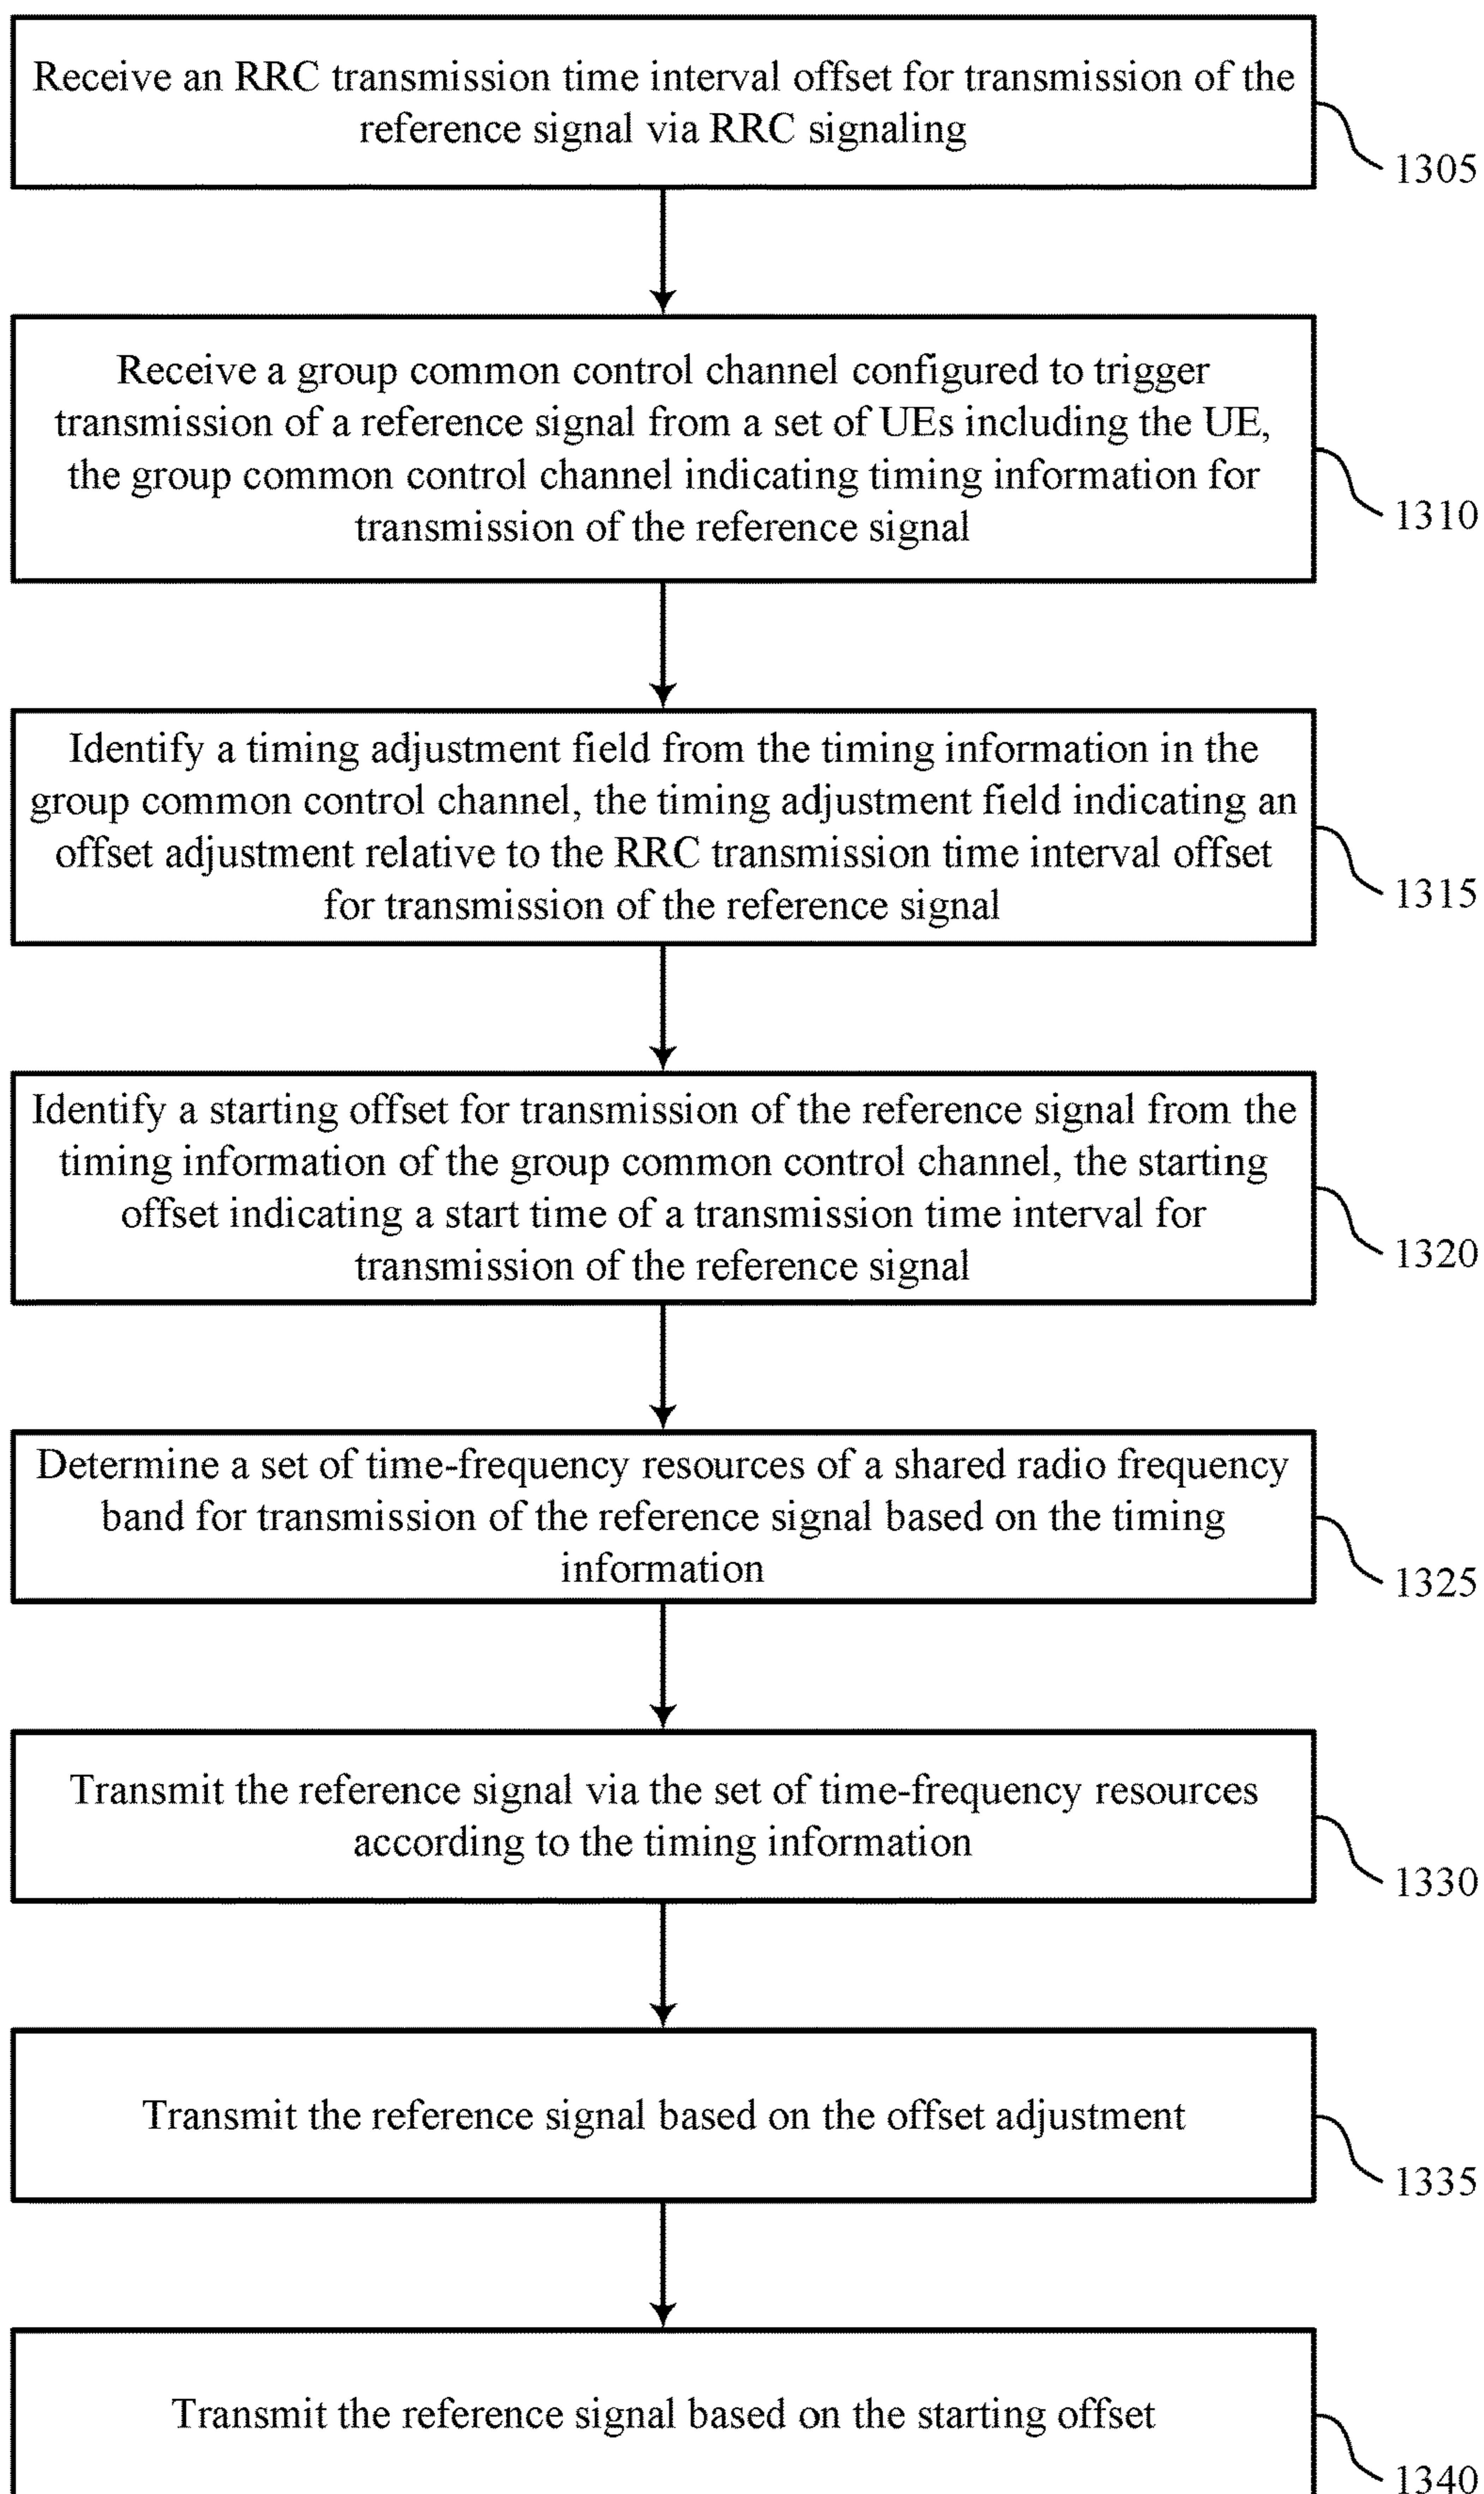 Receive an RRC transmission time interval offset for transmission of the
reference signal via RRC signaling
1305
Receive a group common control channel configured to trigger
transmission of a reference signal from a set of UEs including the UE,
the group common control channel indicating timing information for
transmission of the reference signal
1310
Identify a timing adjustment field from the timing information in the
group common control channel, the timing adjustment field indicating an
offset adjustment relative to the RRC transmission time interval offset
for transmission of the reference signal
1315
Identify a starting offset for transmission of the reference signal from the
timing information of the group common control channel, the starting
offset indicating a start time of a transmission time interval for
transmission of the reference signal
1320
Determine a set of time-frequency resources of a shared radio frequency
band for transmission of the reference signal based on the timing
information
1325
Transmit the reference signal via the set of time-frequency resources
according to the timing information
1330
Transmit the reference signal based on the offset adjustment
1335
Transmit the reference signal based on the starting offset
1340